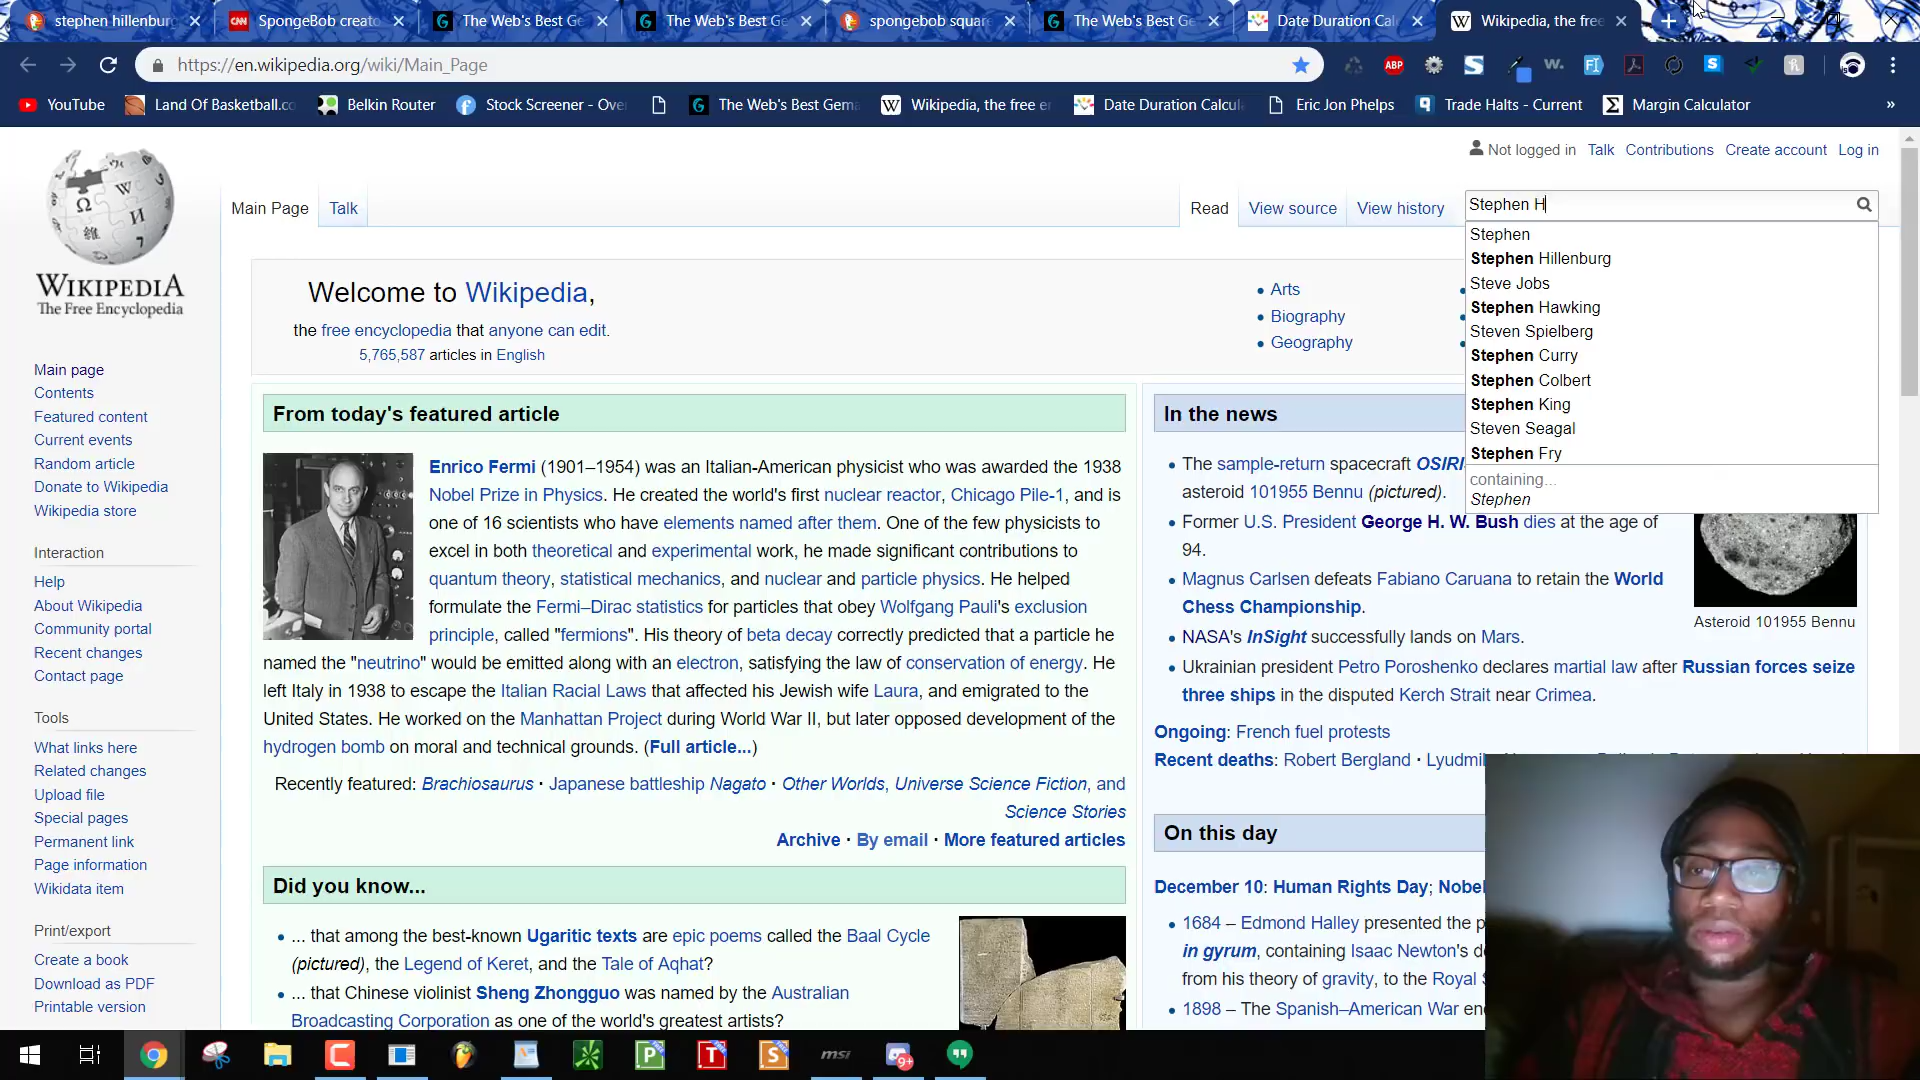 stephen hillenburg
SpongeBob creato
The Web's Best Ge
The Web's Best Ge
spongebob squar
The Web's Best Ge
Date Duration Cal
Wikipedia, the free
https://en.wikipedia.org/wiki/Main_Page
YouTube
Land Of Basketball.co
Belkin Router
Stock Screener - Ove
The Web's Best Gema
Wikipedia, the free e
Date Duration Calcul
Eric Jon Phelps
Trade Halts - Current
Margin Calculator
»
Not logged in Talk Contributions Create account Log in
Main Page Talk
Read View source View history
Stephen H
Stephen
Stephen Hillenburg
Steve Jobs
Stephen Hawking
Steven Spielberg
Stephen Curry
Stephen Colbert
Stephen King
Steven Seagal
Stephen Fry
containing...
Stephen
WIKIPEDIA
The Free Encyclopedia
Main page
Contents
Featured content
Current events
Random article
Donate to Wikipedia
Wikipedia store
Interaction
Help
About Wikipedia
Community portal
Recent changes
Contact page
Tools
What links here
Related changes
Upload file
Special pages
Permanent link
Page information
Wikidata item
Print/export
Create a book
Download as PDF
Printable version
Welcome to Wikipedia,
the free encyclopedia that anyone can edit.
5,765,587 articles in English
Arts
Biography
Geography
From today's featured article
Enrico Fermi (1901–1954) was an Italian-American physicist who was awarded the 1938
Nobel Prize in Physics. He created the world's first nuclear reactor, Chicago Pile-1, and is
one of 16 scientists who have elements named after them. One of the few physicists to
excel in both theoretical and experimental work, he made significant contributions to
quantum theory, statistical mechanics, and nuclear and particle physics. He helped
formulate the Fermi–Dirac statistics for particles that obey Wolfgang Pauli's exclusion
principle, called "fermions". His theory of beta decay correctly predicted that a particle he
named the "neutrino" would be emitted along with an electron, satisfying the law of conservation of energy. He
left Italy in 1938 to escape the Italian Racial Laws that affected his Jewish wife Laura, and emigrated to the
United States. He worked on the Manhattan Project during World War II, but later opposed development of the
hydrogen bomb on moral and technical grounds. (Full article...)
Recently featured: Brachiosaurus · Japanese battleship Nagato · Other Worlds, Universe Science Fiction, and
Science Stories
Archive · By email · More featured articles
Did you know...
... that among the best-known Ugaritic texts are epic poems called the Baal Cycle
(pictured), the Legend of Keret, and the Tale of Aqhat?
... that Chinese violinist Sheng Zhongguo was named by the Australian
Broadcasting Corporation as one of the world's greatest artists?
In the news
The sample-return spacecraft OSIRI
asteroid 101955 Bennu (pictured).
Former U.S. President George H. W. Bush dies at the age of
94.
Magnus Carlsen defeats Fabiano Caruana to retain the World
Chess Championship.
NASA's InSight successfully lands on Mars.
Ukrainian president Petro Poroshenko declares martial law after Russian forces seize
three ships in the disputed Kerch Strait near Crimea.
Asteroid 101955 Bennu
Ongoing: French fuel protests
Recent deaths: Robert Bergland · Lyudmil
On this day
December 10: Human Rights Day; Nobel
1684 – Edmond Halley presented the p
in gyrum, containing Isaac Newton's d
from his theory of gravity, to the Royal S
1898 – The Spanish–American War en